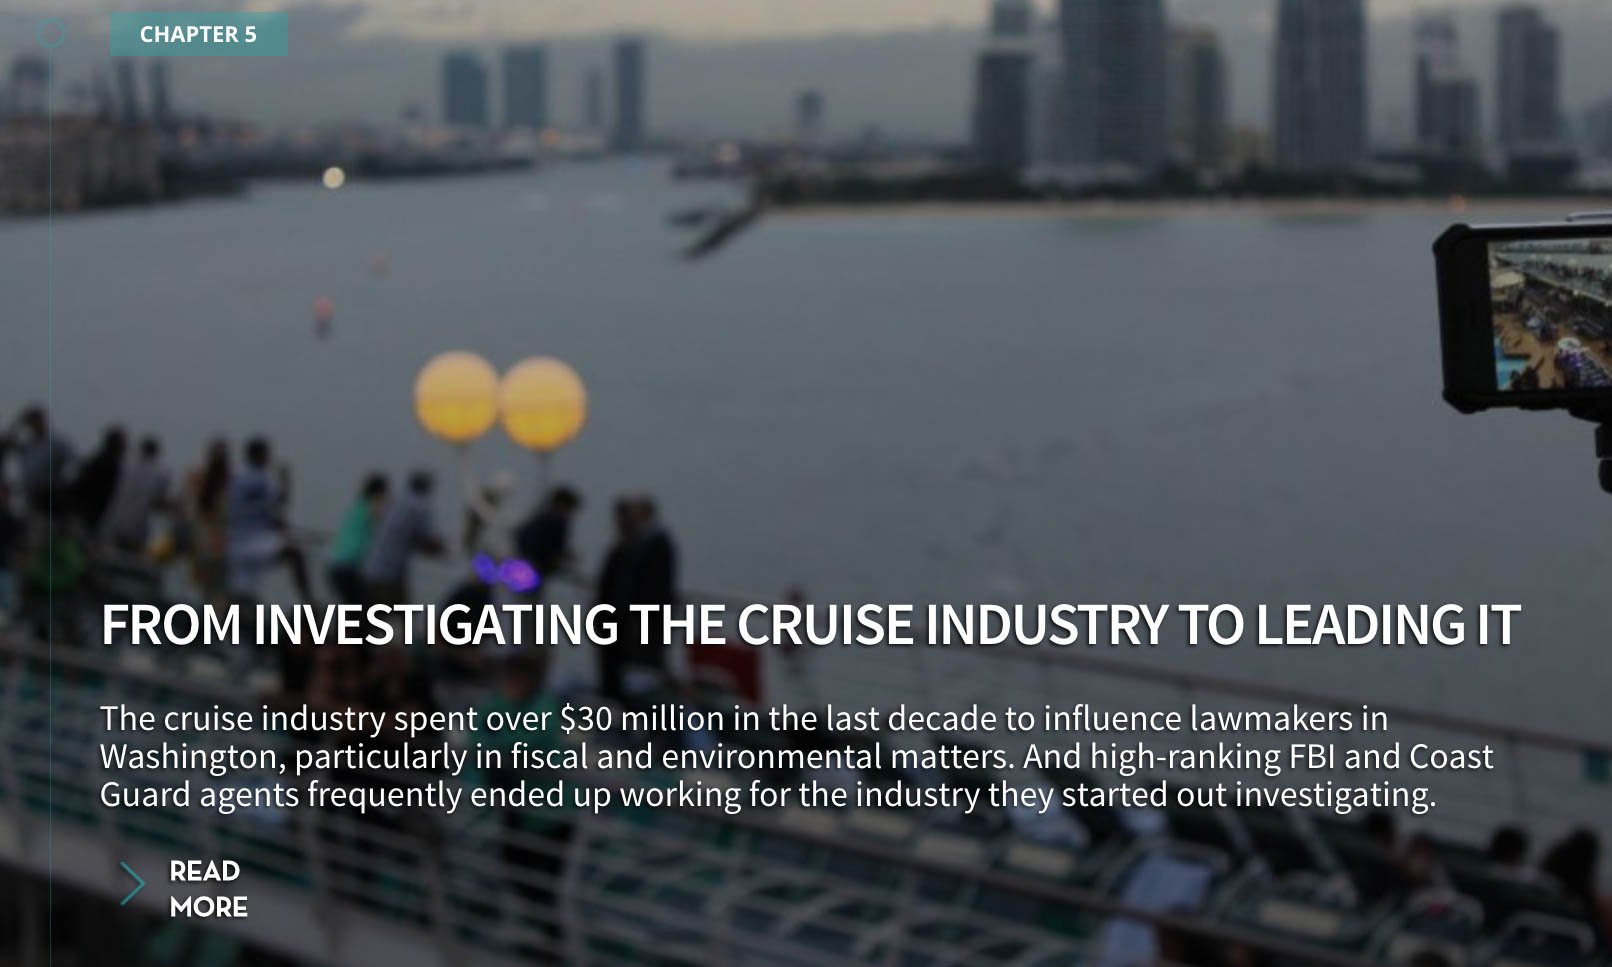 CHAPTER 5
FROM INVESTIGATING THE CRUISE INDUSTRY TO LEADING IT
The cruise industry spent over $30 million in the last decade to influence lawmakers in
Washington, particularly in fiscal and environmental matters. And high-ranking FBI and Coast
Guard agents frequently ended up working for the industry they started out investigating.
READ
MORE